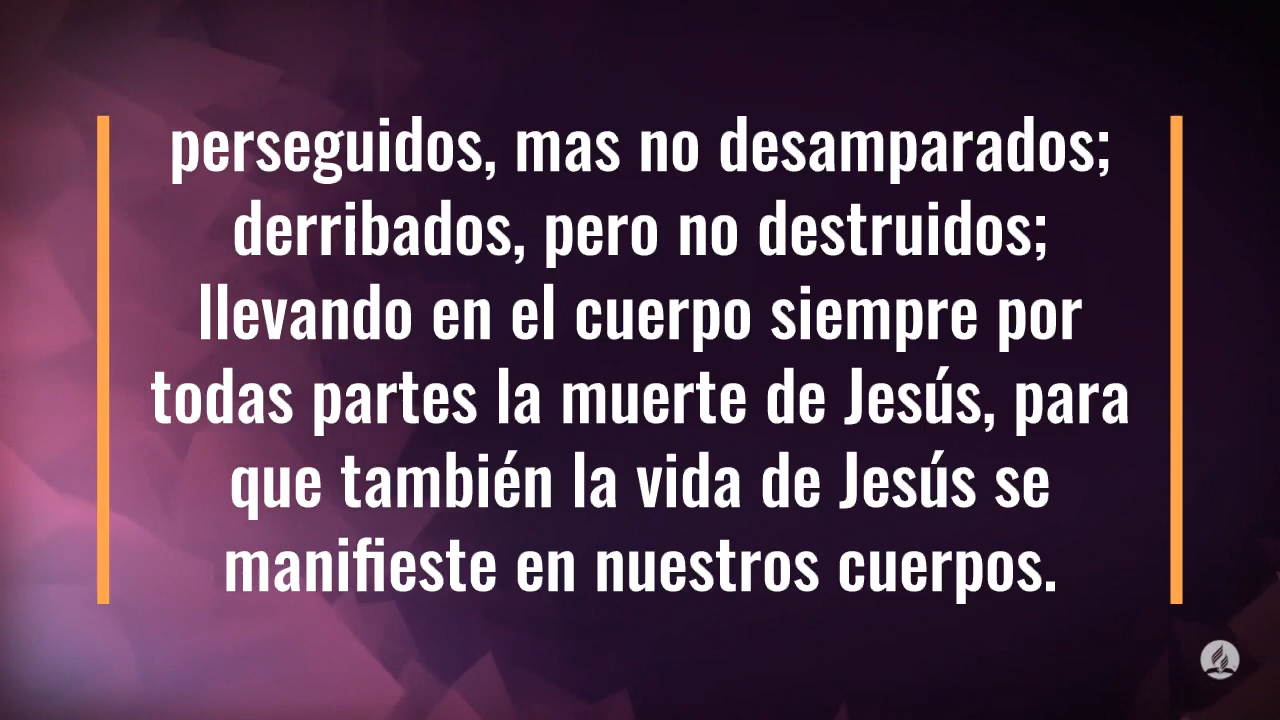 perseguidos, mas no desamparados;
derribados, pero no destruidos;
llevando en el cuerpo siempre por
todas partes la muerte de Jesús, para
que también la vida de Jesús se
manifieste en nuestros cuerpos.